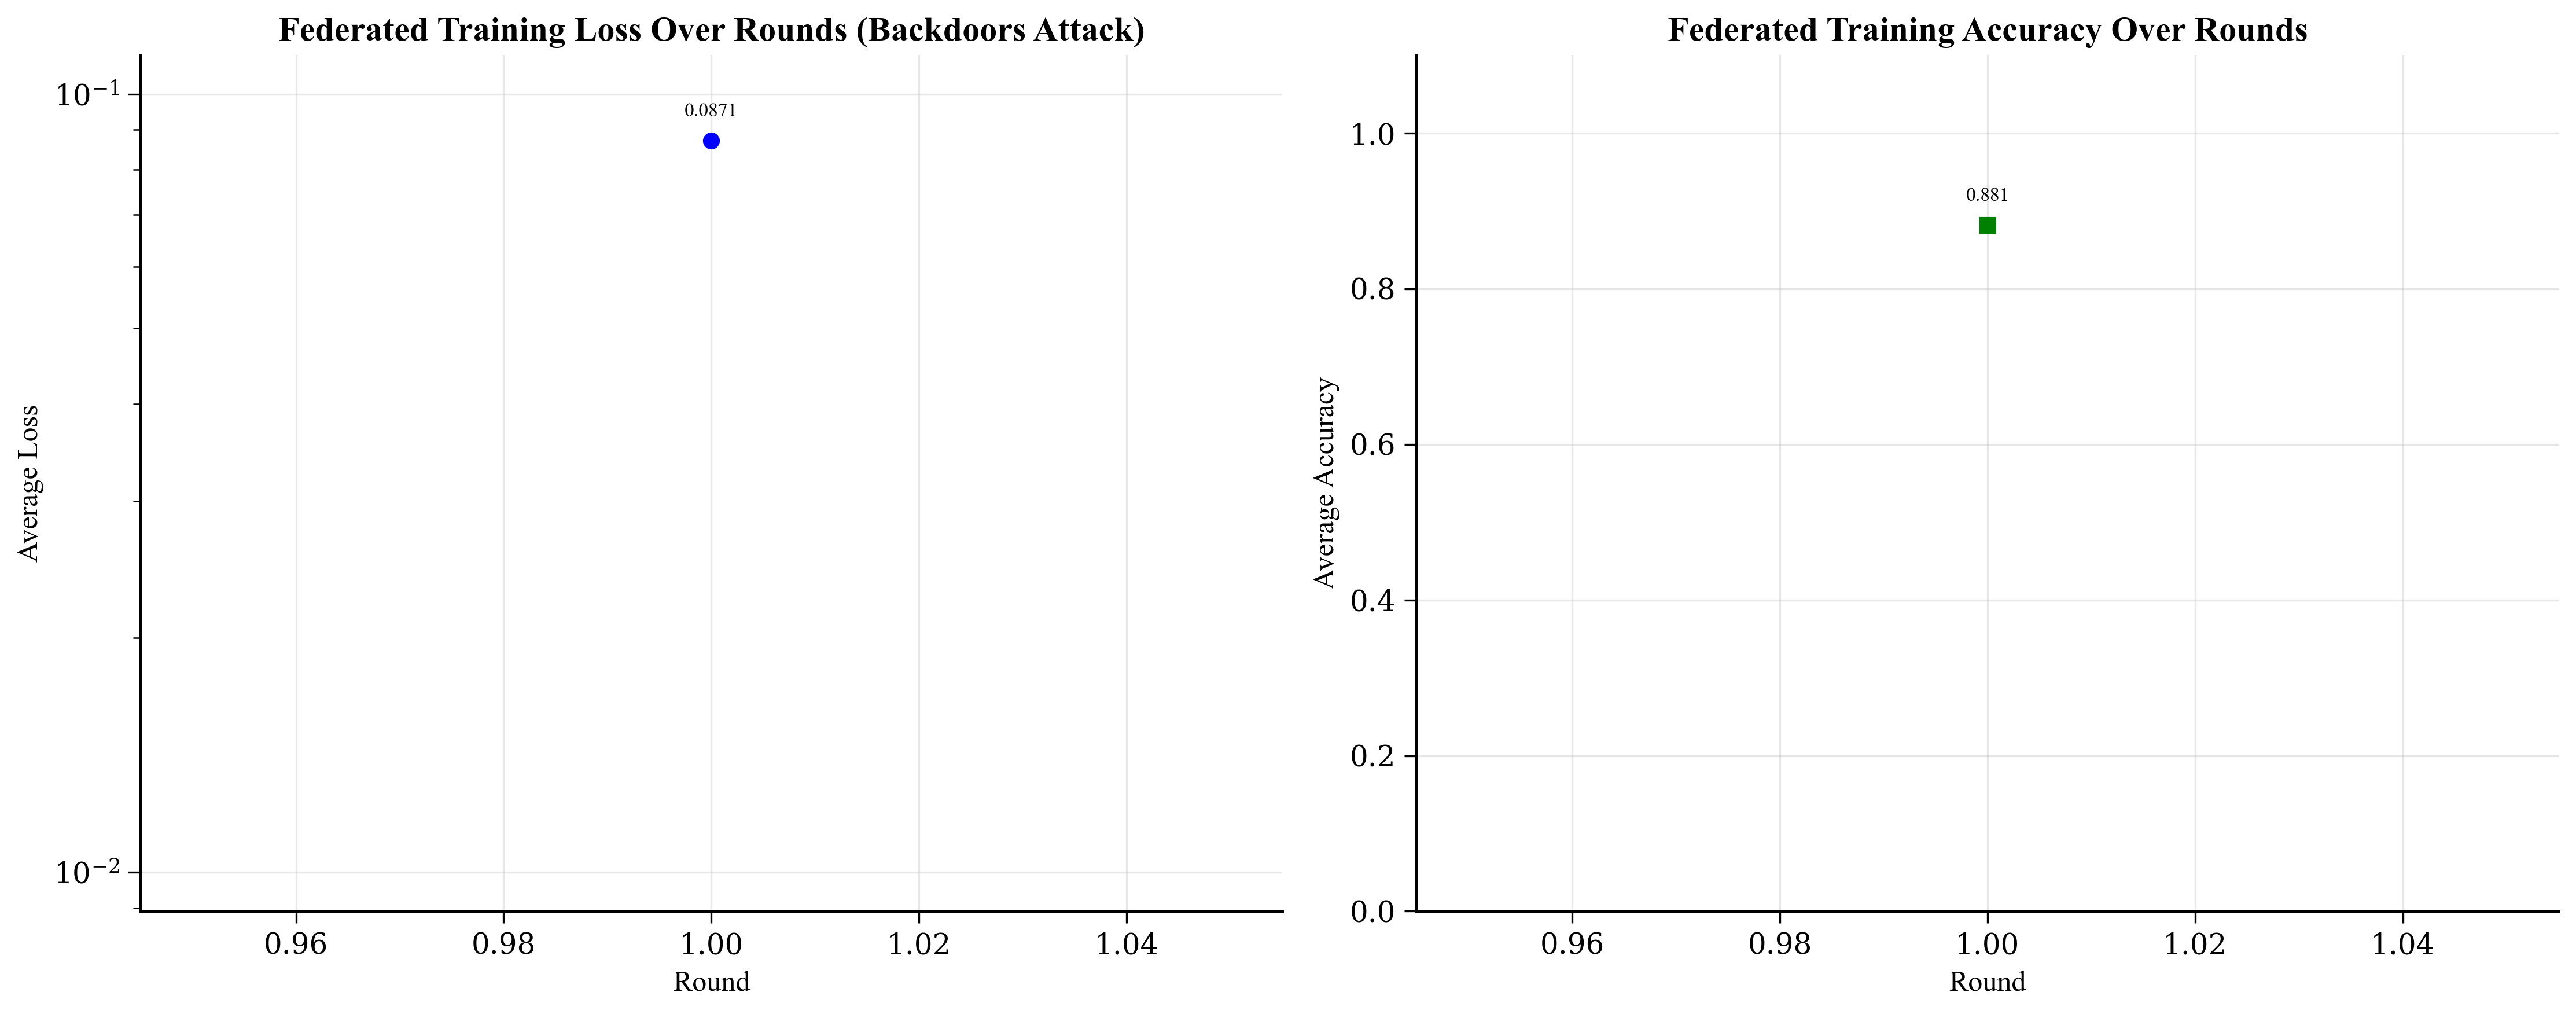 Federated Training Loss Over Rounds (Backdoors Attack)
10⁻¹
10⁻²
Average Loss
0.0871
0.96 0.98 1.00 1.02 1.04
Round
Federated Training Accuracy Over Rounds
1.0
0.8
0.6
0.4
0.2
0.0
Average Accuracy
0.881
0.96 0.98 1.00 1.02 1.04
Round